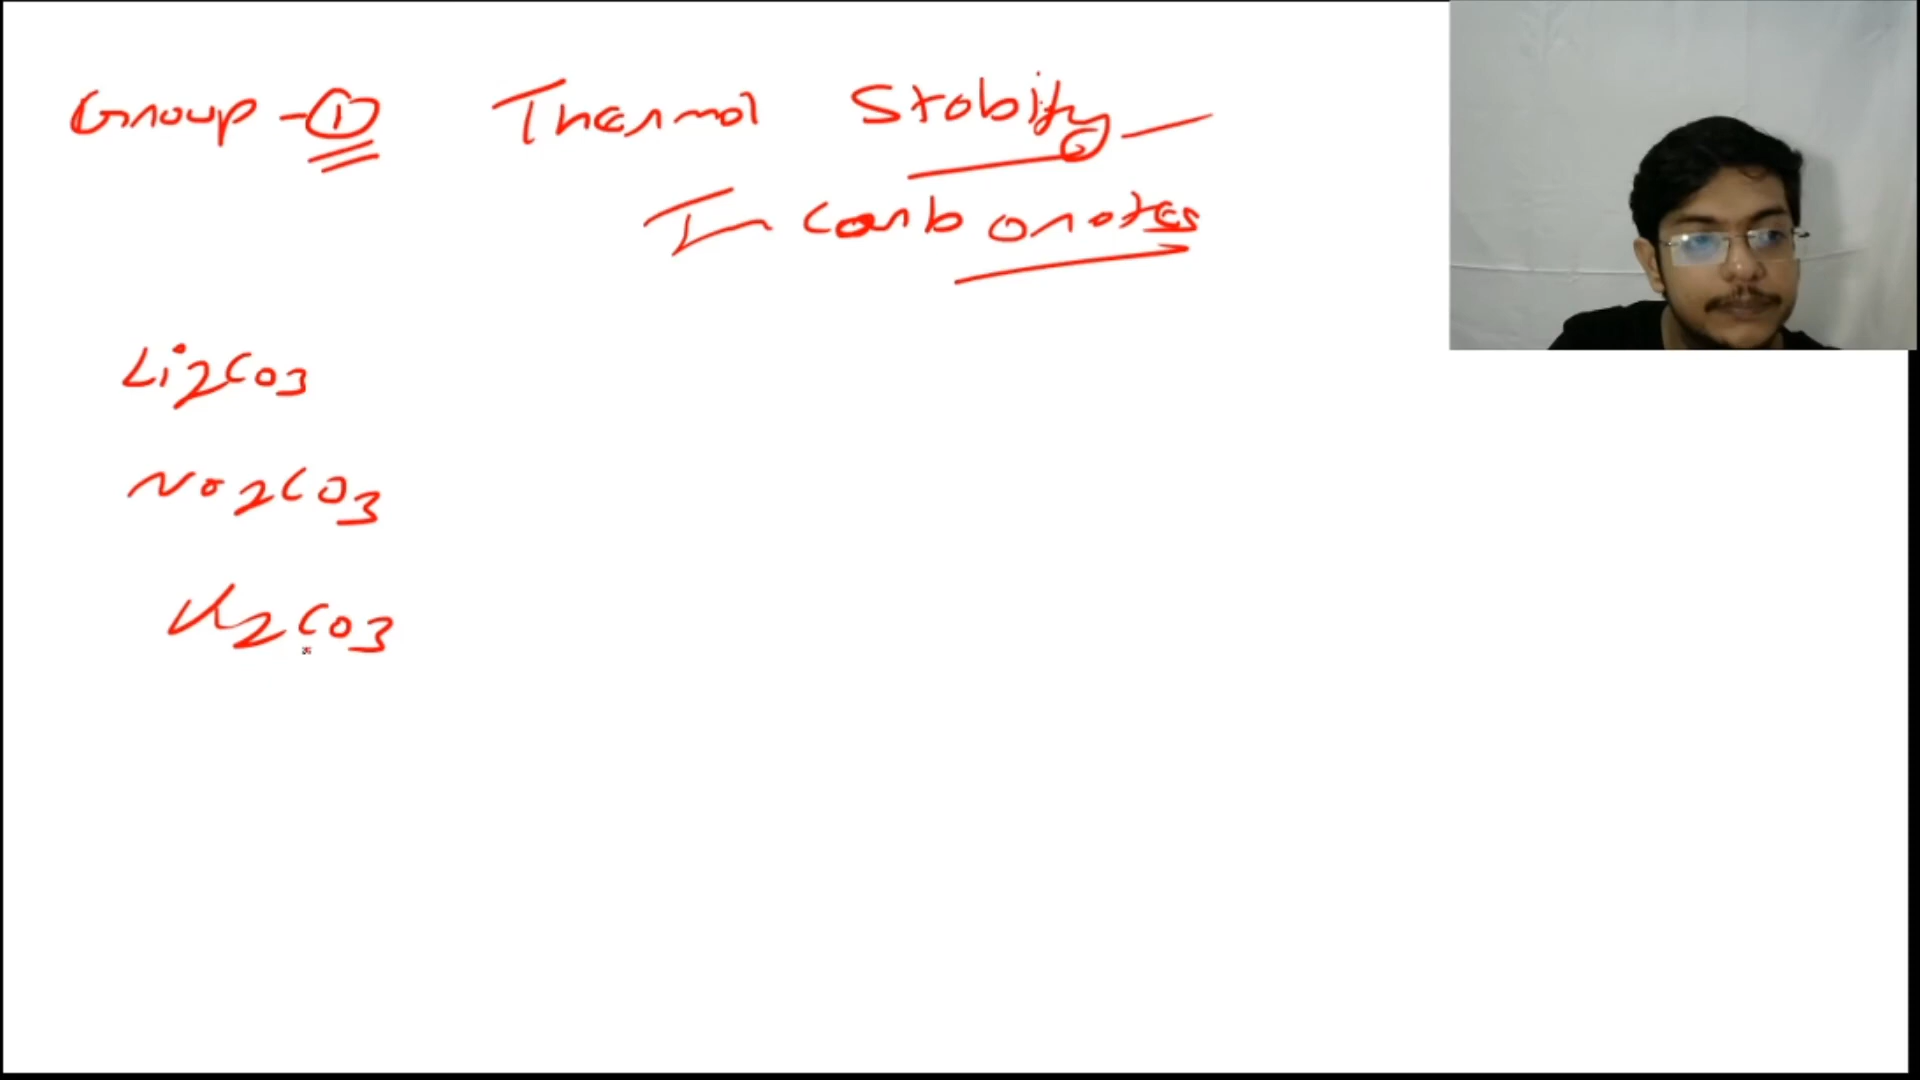 Group - 1 Thermal Stability
In Carbonates
Li2CO3
Na2CO3
K2CO3